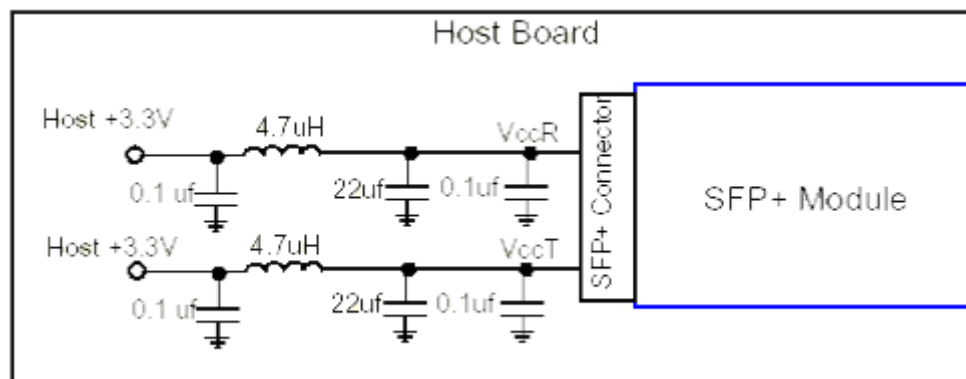 Host Board
Host +3.3V
4.7uH
VccR
0.1 uf
22uf
0.1uf
Host +3.3V
4.7uH
VccT
0.1 uf
22uf
0.1uf
SFP+ Connector
SFP+ Module